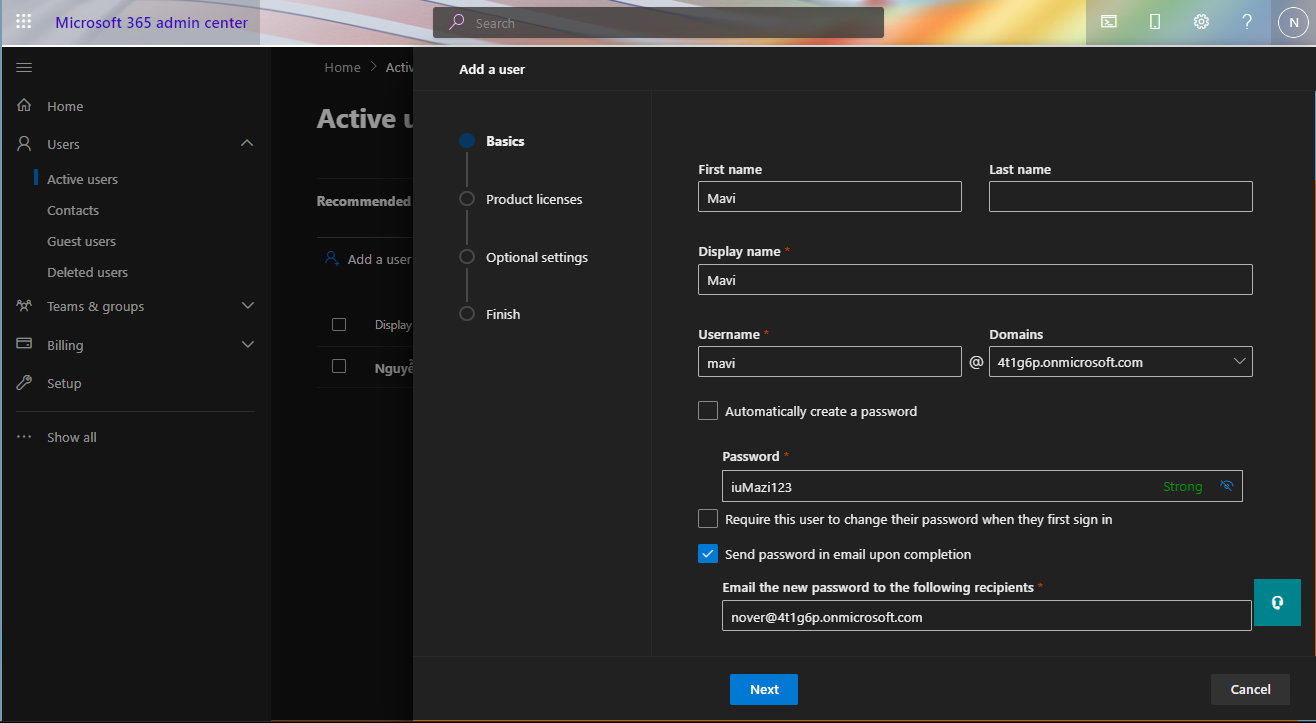 Microsoft 365 admin center
Search
?
N
Home
Users
Active users
Contacts
Guest users
Deleted users
Teams & groups
Billing
Setup
Show all
Home > Activ
Active u
Recommended
Add a user
Display
Nguyễ
Add a user
Basics
Product licenses
Optional settings
Finish
First name Last name
Mavi
Display name *
Mavi
Username * Domains
mavi @ 4t1g6p.onmicrosoft.com
Automatically create a password
Password *
iuMazi123 Strong
Require this user to change their password when they first sign in
Send password in email upon completion
Email the new password to the following recipients *
nover@4t1g6p.onmicrosoft.com
Next Cancel